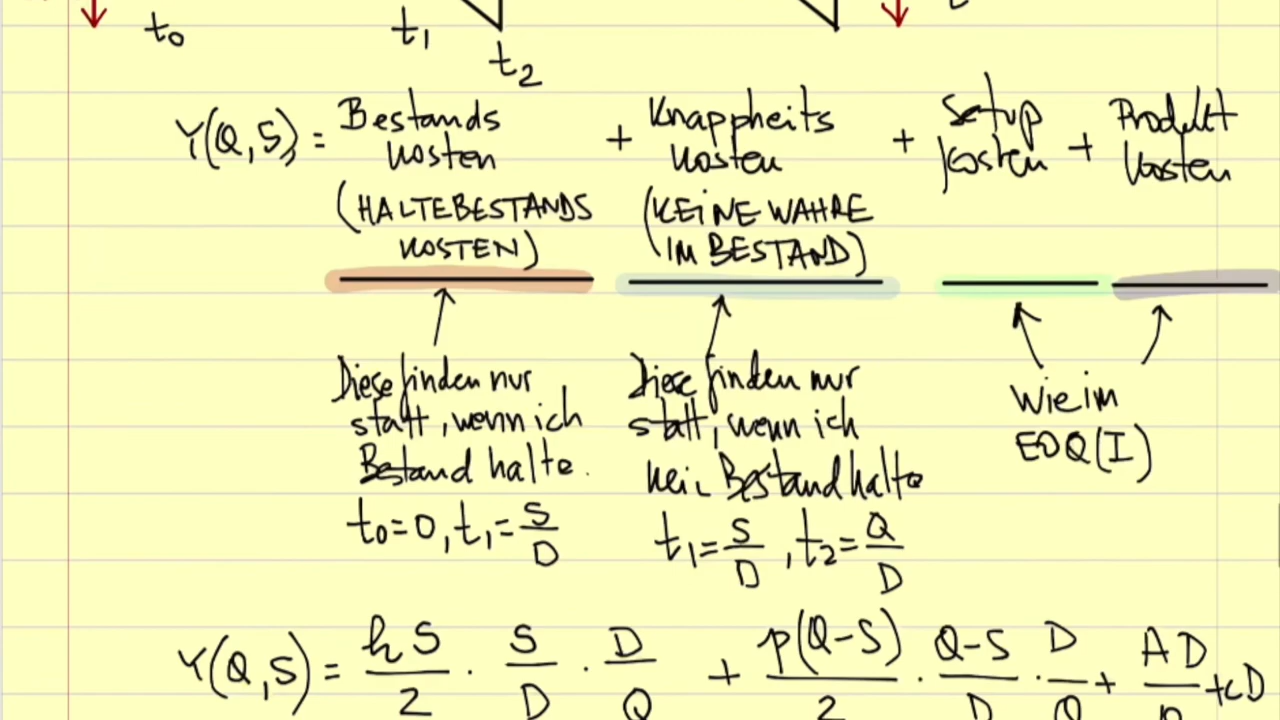 t₀ t₁
t₂
Y(Q,S) = Bestands kosten + Knappheits kosten + Setup kosten + Produkt kosten
(HALTEBESTANDS KOSTEN) (KEINE WAHRE IM BESTAND)
Diese finden nur
statt, wenn ich
Bestand halte.
t₀=0, t₁= S/D
Diese finden nur
statt, wenn ich
kein Bestand halte
t₁= S/D, t₂= Q/D
Wie im
EOQ(I)
Y(Q,S) = hS/2 · S/D · D/Q + p(Q-S)/2 · Q-S/D · D/Q + AD/Q + cD